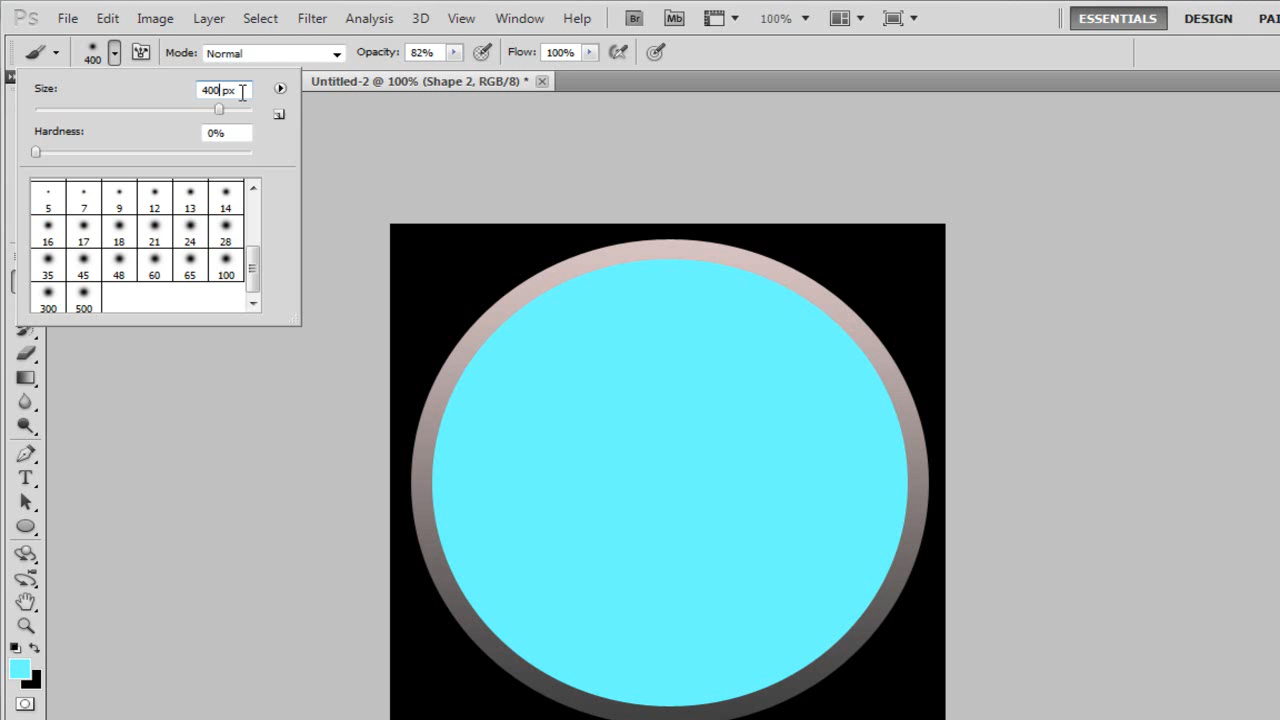 Ps File Edit Image Layer Select Filter Analysis 3D View Window Help Br Mb 100% ESSENTIALS DESIGN PA
400 Mode: Normal Opacity: 82% Flow: 100%
Untitled-2 @ 100% (Shape 2, RGB/8) *
Size: 400 px
Hardness: 0%
5 7 9 12 13 14
16 17 18 21 24 28
35 45 48 60 65 100
300 500
T